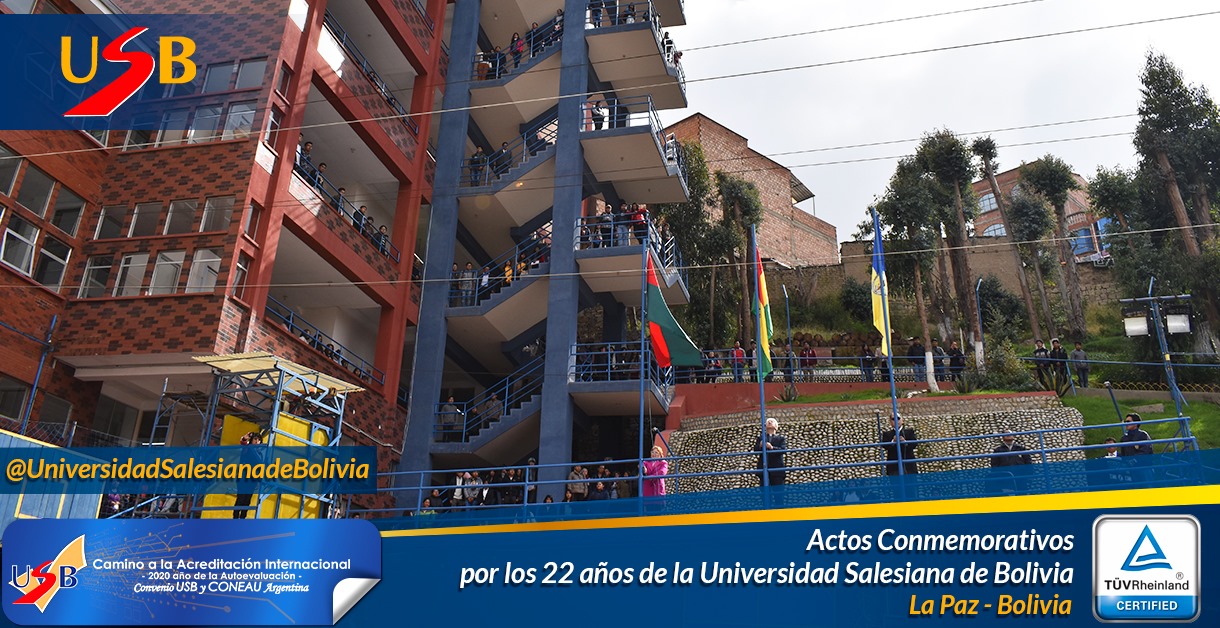 USB
@UniversidadSalesianadeBolivia
USB
Camino a la Acreditación Internacional
- 2020 año de la Autoevaluación -
Convenio USB y CONEAU Argentina
Actos Conmemorativos
por los 22 años de la Universidad Salesiana de Bolivia
La Paz - Bolivia
TÜVRheinland®
CERTIFIED